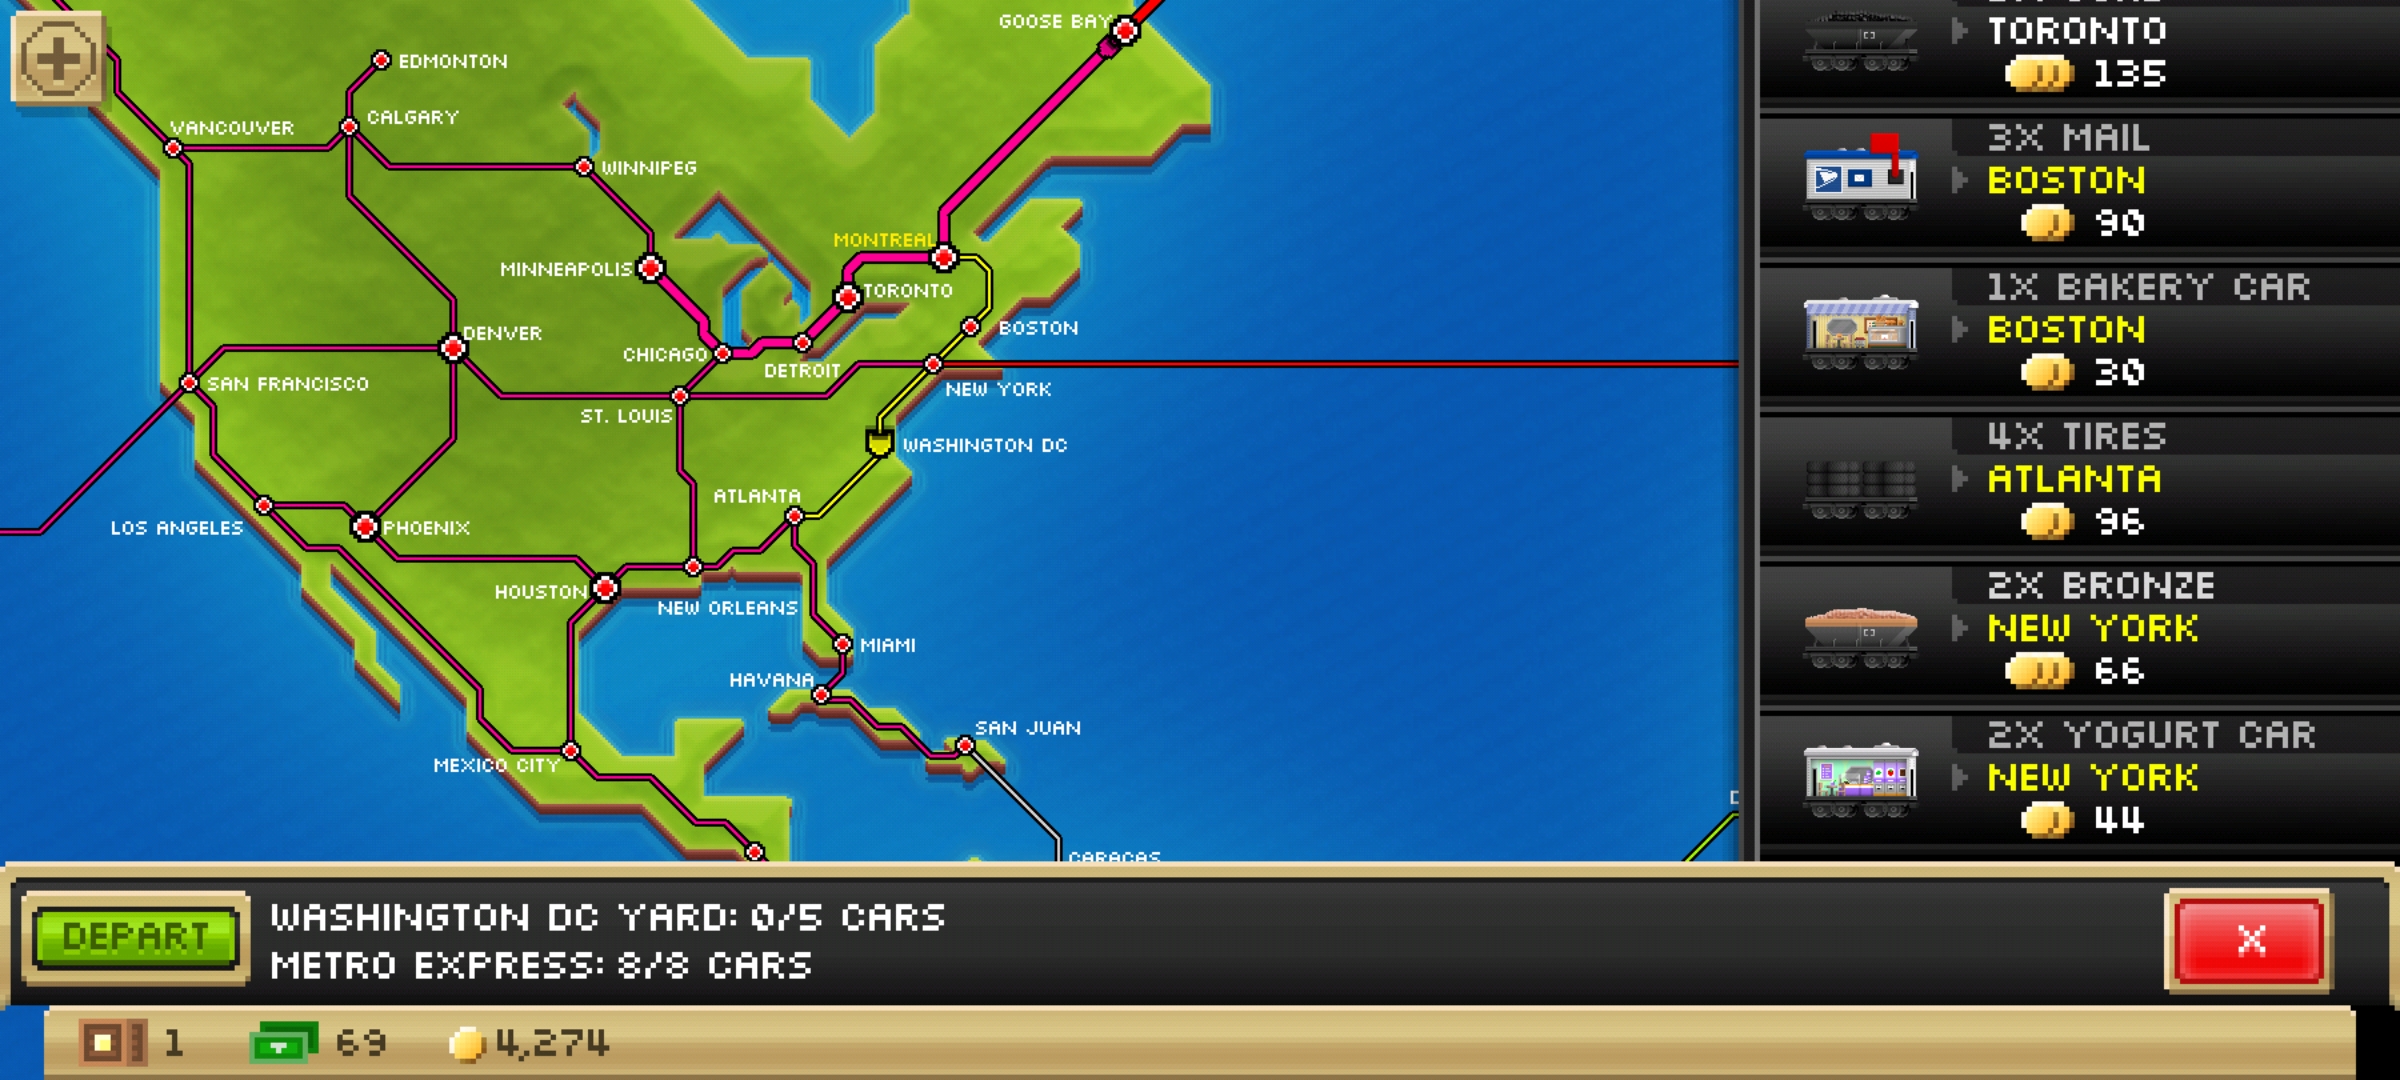 GOOSE BAY
EDMONTON
CALGARY
VANCOUVER
WINNIPEG
MONTREAL
MINNEAPOLIS
TORONTO
BOSTON
DENVER
CHICAGO
DETROIT
SAN FRANCISCO
NEW YORK
ST. LOUIS
WASHINGTON DC
ATLANTA
LOS ANGELES
PHOENIX
HOUSTON
NEW ORLEANS
MIAMI
HAVANA
SAN JUAN
MEXICO CITY
CARACAS
TORONTO
135
3X MAIL
BOSTON
90
1X BAKERY CAR
BOSTON
30
4X TIRES
ATLANTA
96
2X BRONZE
NEW YORK
66
2X YOGURT CAR
NEW YORK
44
DEPART
WASHINGTON DC YARD: 0/5 CARS
METRO EXPRESS: 8/8 CARS
X
1
69
4,274